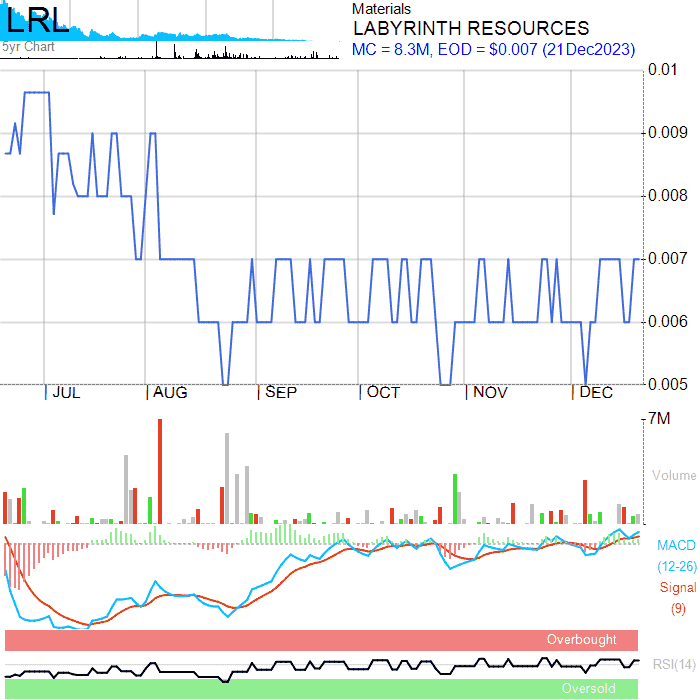 LRL
5yr Chart
Materials
LABYRINTH RESOURCES
MC = 8.3M, EOD = $0.007 (21Dec2023)
0.01
0.009
0.008
0.007
0.006
0.005
JUL AUG SEP OCT NOV DEC
7M
Volume
MACD
(12-26)
Signal
(9)
Overbought
RSI(14)
Oversold